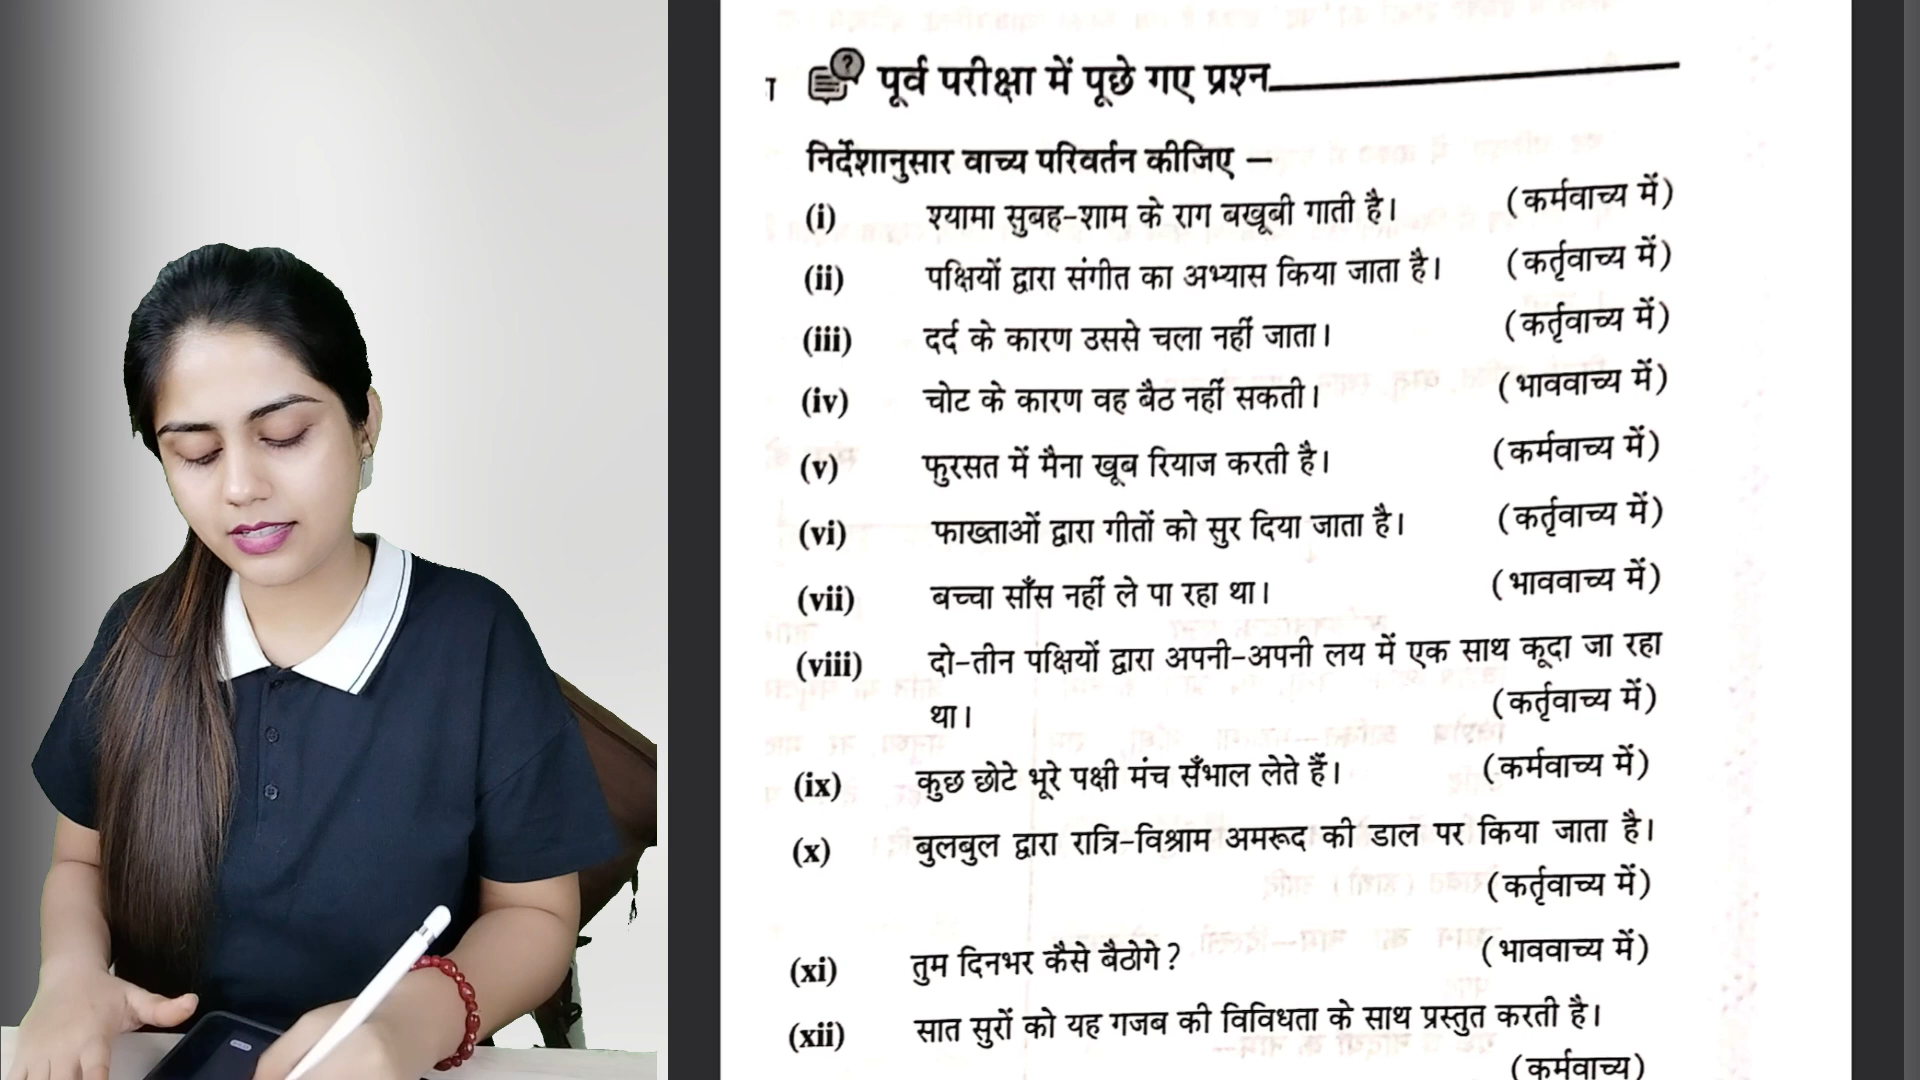 पूर्व परीक्षा में पूछे गए प्रश्न
निर्देशानुसार वाच्य परिवर्तन कीजिए –
(i) श्यामा सुबह-शाम के राग बखूबी गाती है। (कर्मवाच्य में)
(ii) पक्षियों द्वारा संगीत का अभ्यास किया जाता है। (कर्तृवाच्य में)
(iii) दर्द के कारण उससे चला नहीं जाता। (कर्तृवाच्य में)
(iv) चोट के कारण वह बैठ नहीं सकती। (भाववाच्य में)
(v) फुरसत में मैना खूब रियाज करती है। (कर्मवाच्य में)
(vi) फाख्ताओं द्वारा गीतों को सुर दिया जाता है। (कर्तृवाच्य में)
(vii) बच्चा साँस नहीं ले पा रहा था। (भाववाच्य में)
(viii) दो-तीन पक्षियों द्वारा अपनी-अपनी लय में एक साथ कूदा जा रहा
था। (कर्तृवाच्य में)
(ix) कुछ छोटे भूरे पक्षी मंच सँभाल लेते हैं। (कर्मवाच्य में)
(x) बुलबुल द्वारा रात्रि-विश्राम अमरूद की डाल पर किया जाता है।
(कर्तृवाच्य में)
(xi) तुम दिनभर कैसे बैठोगे? (भाववाच्य में)
(xii) सात सुरों को यह गजब की विविधता के साथ प्रस्तुत करती है।
(कर्मवाच्य)